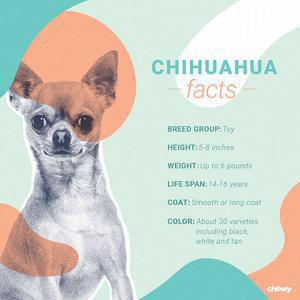 CHIHUAHUA
facts
BREED GROUP: Toy
HEIGHT: 5-8 inches
WEIGHT: Up to 6 pounds
LIFE SPAN: 14-16 years
COAT: Smooth or long coat
COLOR: About 30 varieties
including black,
white and tan
chewy